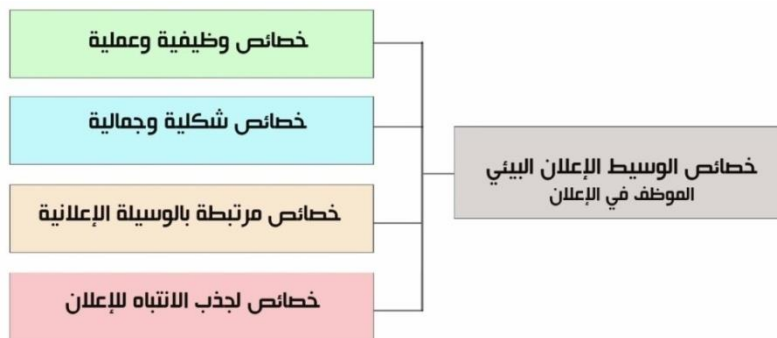 خصائص الوسيط الإعلان البيئي
الموظف في الإعلان
خصائص وظيفية وعملية
خصائص شكلية وجمالية
خصائص مرتبطة بالوسيلة الإعلانية
خصائص لجذب الانتباه للإعلان